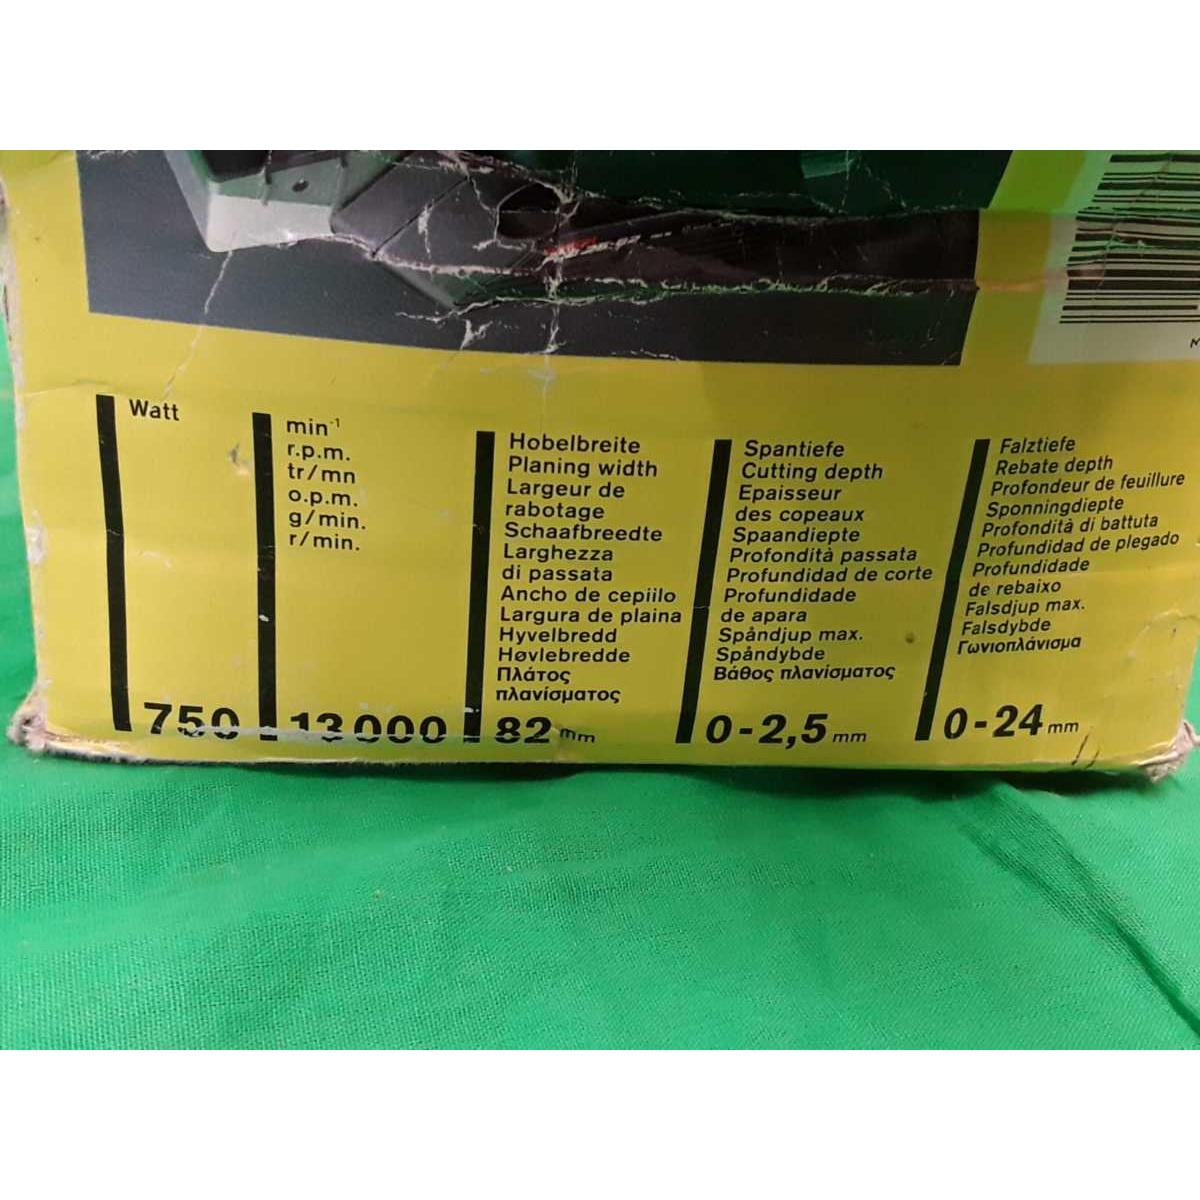 Watt
750
min-1
r.p.m.
tr/mn
o.p.m.
g/min.
r/min.
13 000
Hobelbreite
Planing width
Largeur de
rabotage
Schaafbreedte
Larghezza
di passata
Ancho de cepiilo
Largura de plaina
Hyvelbredd
Høvlebredde
Πλάτος
πλανίσματος
82 mm
Spantiefe
Cutting depth
Epaisseur
des copeaux
Spaandiepte
Profondità passata
Profundidad de corte
Profundidade
de apara
Spåndjup max.
Spåndybde
Βάθος πλανίσματος
0-2,5 mm
Falztiefe
Rebate depth
Profondeur de feuillure
Sponningdiepte
Profondità di battuta
Profundidad de plegado
Profundidade
de rebaixo
Falsdjup max.
Falsdybde
Γωνιοπλάνισμα
0-24 mm